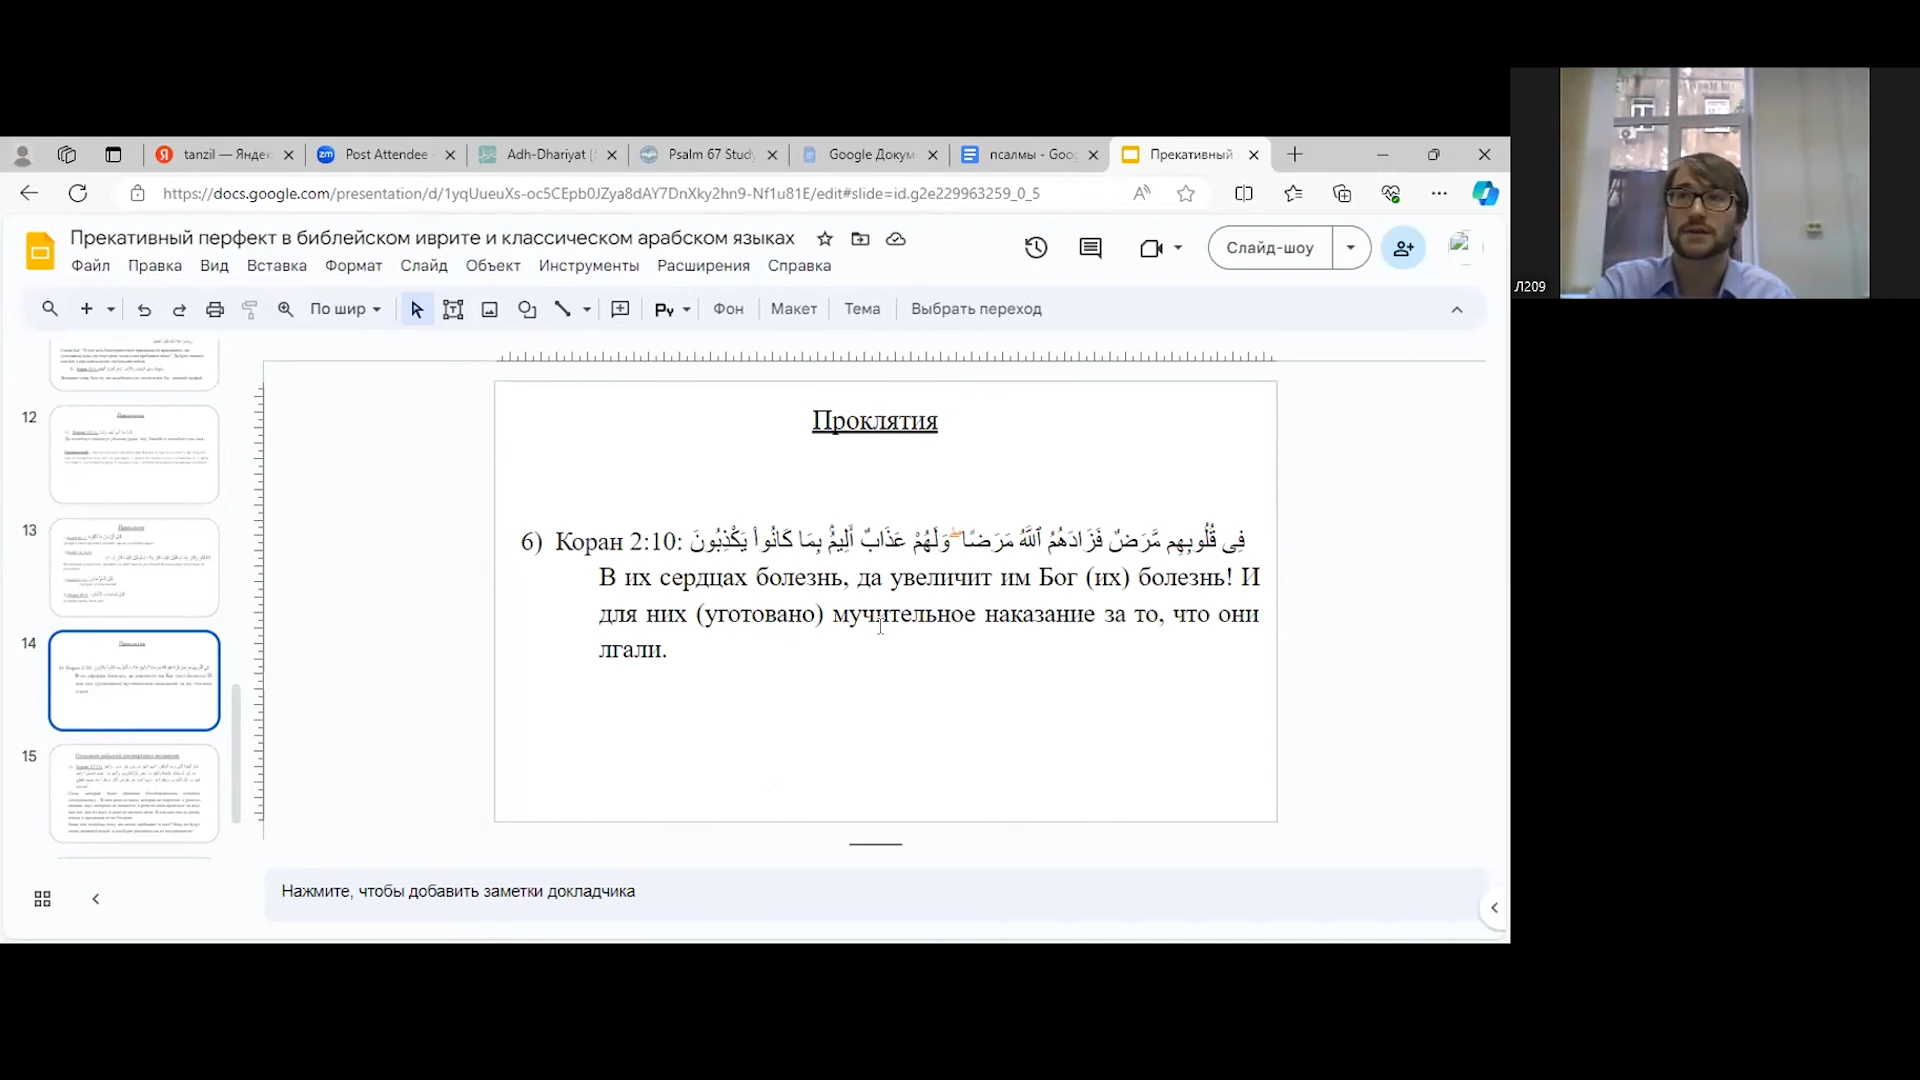 tanzil — Яндек
Post Attendee -
Adh-Dhariyat [5
Psalm 67 Stud
Google Докум
псалмы - Goog
Прекативный
https://docs.google.com/presentation/d/1yqUueuXs-oc5CEpb0JZya8dAY7DnXky2hn9-Nf1u81E/edit#slide=id.g2e229963259_0_5
Прекативный перфект в библейском иврите и классическом арабском языках
Слайд-шоу
Файл Правка Вид Вставка Формат Слайд Объект Инструменты Расширения Справка
По шир
Фон Макет Тема Выбрать переход
12
13
14
15
Проклятия
6) Коран 2:10: فِى قُلُوبِهِم مَّرَضٌ فَزَادَهُمُ ٱللَّهُ مَرَضًا ۖ وَلَهُمْ عَذَابٌ أَلِيمٌۢ بِمَا كَانُوا۟ يَكْذِبُونَ
В их сердцах болезнь, да увеличит им Бог (их) болезнь! И
для них (уготовано) мучительное наказание за то, что они
лгали.
Нажмите, чтобы добавить заметки докладчика
Л209